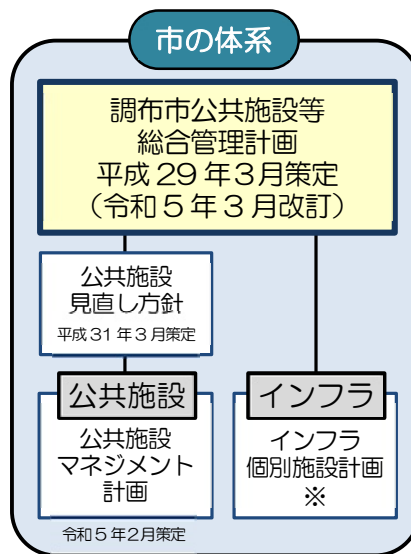 市の体系
調布市公共施設等
総合管理計画
平成29年3月策定
(令和5年3月改訂)
公共施設
見直し方針
平成31年3月策定
公共施設
公共施設
マネジメント
計画
令和5年2月策定
インフラ
インフラ
個別施設計画
※